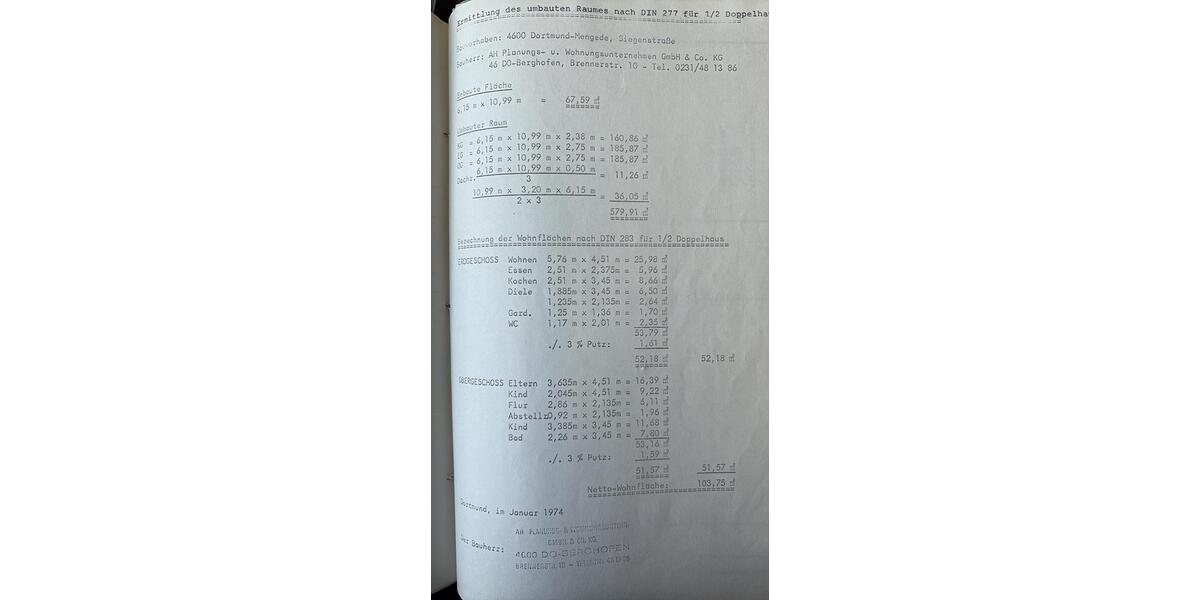 Ermittlung des umbauten Raumes nach DIN 277 für 1/2 Doppelhau
Bauvorhaben: 4600 Dortmund-Mengede, Siegenstraße
Bauherr: AH Planungs- u. Wohnungsunternehmen GmbH & Co. KG
46 DO-Berghofen, Brennerstr. 10 - Tel. 0231/48 13 86
Bebaute Fläche
6,15 m x 10,99 m = 67,59 m²
Umbauter Raum
KG = 6,15 m x 10,99 m x 2,38 m = 160,86 m³
EG = 6,15 m x 10,99 m x 2,75 m = 185,87 m³
OG = 6,15 m x 10,99 m x 2,75 m = 185,87 m³
Dachr. 6,15 m x 10,99 m x 0,50 m = 11,26 m³
3
10,99 m x 3,20 m x 6,15 m = 36,05 m³
2 x 3
579,91 m³
Berechnung der Wohnflächen nach DIN 283 für 1/2 Doppelhaus
ERDGESCHOSS Wohnen 5,76 m x 4,51 m = 25,98 m²
Essen 2,51 m x 2,375m = 5,96 m²
Kochen 2,51 m x 3,45 m = 8,66 m²
Diele 1,885m x 3,45 m = 6,50 m²
1,235m x 2,135m = 2,64 m²
Gard. 1,25 m x 1,36 m = 1,70 m²
WC 1,17 m x 2,01 m = 2,35 m²
53,79 m²
./. 3 % Putz: 1,61 m²
52,18 m² 52,18 m²
OBERGESCHOSS Eltern 3,635m x 4,51 m = 16,39 m²
Kind 2,045m x 4,51 m = 9,22 m²
Flur 2,86 m x 2,135m = 6,11 m²
Abstellr.0,92 m x 2,135m = 1,96 m²
Kind 3,385m x 3,45 m = 11,68 m²
Bad 2,26 m x 3,45 m = 7,80 m²
53,16 m²
./. 3 % Putz: 1,59 m²
51,57 m² 51,57 m²
Netto-Wohnfläche: 103,75 m²
Dortmund, im Januar 1974
Der Bauherr: AH PLANUNGS- & WOHNUNGSUNTERN.
GMBH & CO. KG.
4600 DO-BERGHOFEN
BRENNERSTR. 10 - TELEFON